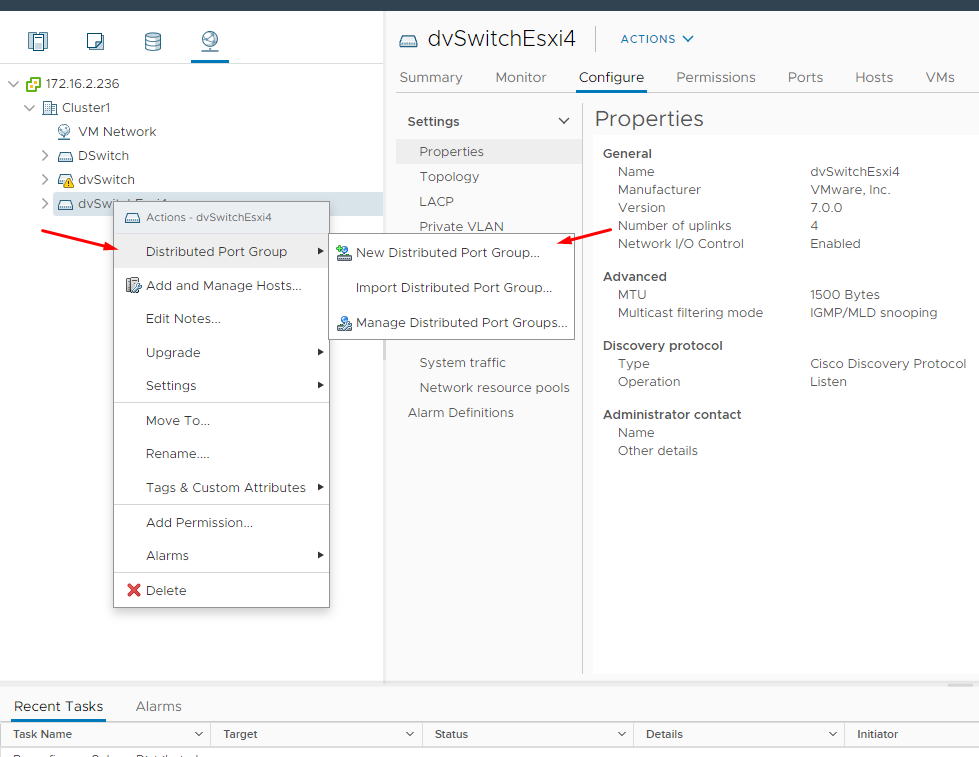 dvSwitchEsxi4
ACTIONS
Summary Monitor Configure Permissions Ports Hosts VMs
172.16.2.236
Cluster1
VM Network
DSwitch
dvSwitch
Actions - dvSwitchEsxi4
Distributed Port Group
Add and Manage Hosts...
Edit Notes...
Upgrade
Settings
Move To...
Rename....
Tags & Custom Attributes
Add Permission...
Alarms
Delete
New Distributed Port Group...
Import Distributed Port Group...
Manage Distributed Port Groups...
Settings
Properties
Topology
LACP
Private VLAN
System traffic
Network resource pools
Alarm Definitions
Properties
General
Name dvSwitchEsxi4
Manufacturer VMware, Inc.
Version 7.0.0
Number of uplinks 4
Network I/O Control Enabled
Advanced
MTU 1500 Bytes
Multicast filtering mode IGMP/MLD snooping
Discovery protocol
Type Cisco Discovery Protocol
Operation Listen
Administrator contact
Name
Other details
Recent Tasks Alarms
Task Name Target Status Details Initiator